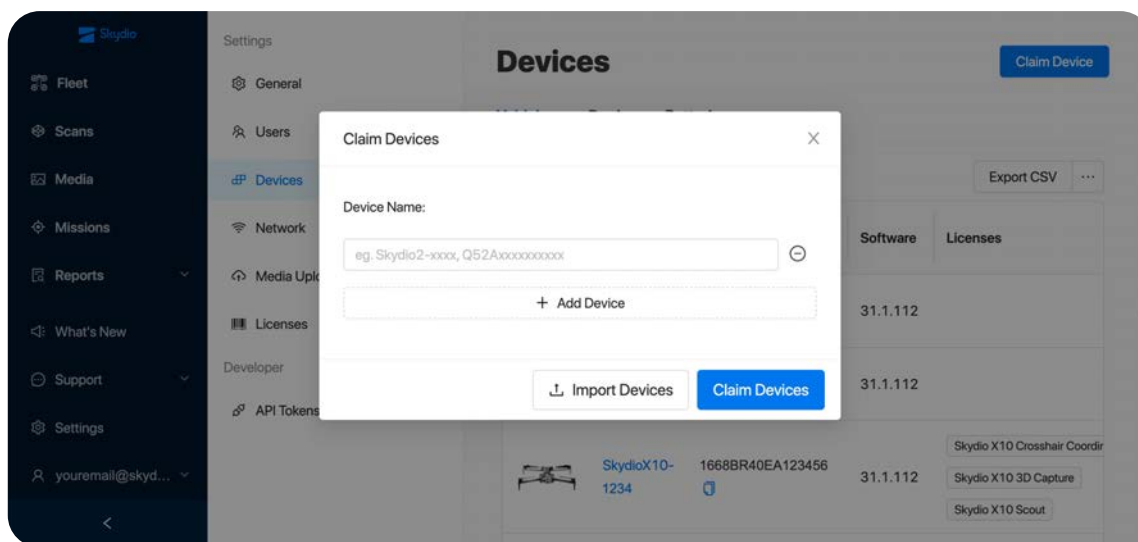 Skydio
Fleet
Scans
Media
Missions
Reports
What's New
Support
Settings
youremail@skyd...
Settings
General
Users
Devices
Network
Media Uplo
Licenses
Developer
API Tokens
Devices
Claim Device
Export CSV ...
Software Licenses
31.1.112
31.1.112
SkydioX10-
1234
1668BR40EA123456
31.1.112
Skydio X10 Crosshair Coordin
Skydio X10 3D Capture
Skydio X10 Scout
Claim Devices
Device Name:
eg. Skydio2-xxxx, Q52Axxxxxxxxxx
+ Add Device
Import Devices
Claim Devices